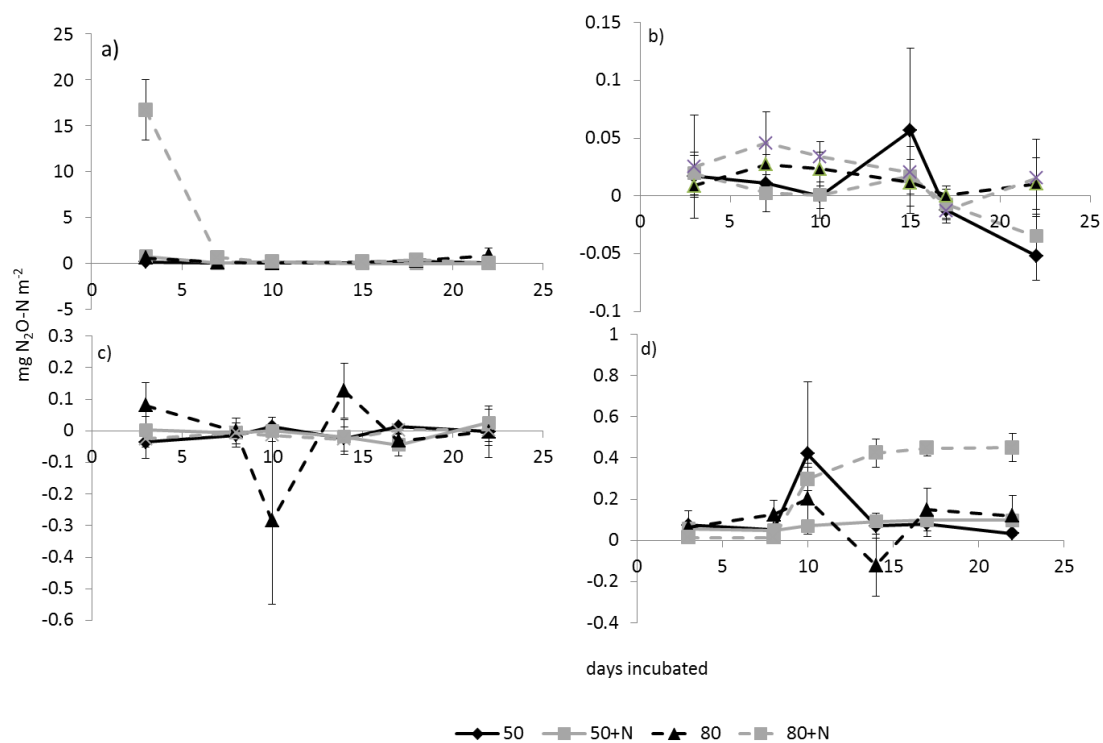 a)
25
20
15
10
5
0
-5
0 5 10 15 20 25
b)
0.15
0.1
0.05
0
-0.05
-0.1
0 5 10 15 20 25
mg N₂O-N m⁻²
c)
0.3
0.2
0.1
0
-0.1
-0.2
-0.3
-0.4
-0.5
-0.6
0 5 10 15 20 25
d)
1
0.8
0.6
0.4
0.2
0
-0.2
-0.4
0 5 10 15 20 25
days incubated
50 50+N 80 80+N